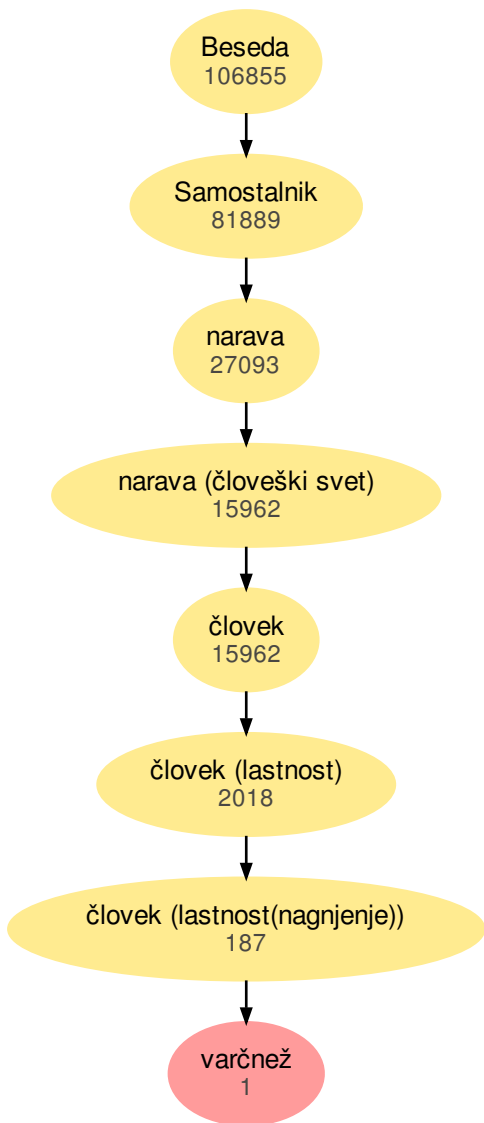 Beseda
106855
Samostalnik
81889
narava
27093
narava (človeški svet)
15962
človek
15962
človek (lastnost)
2018
človek (lastnost(nagnjenje))
187
varčnež
1